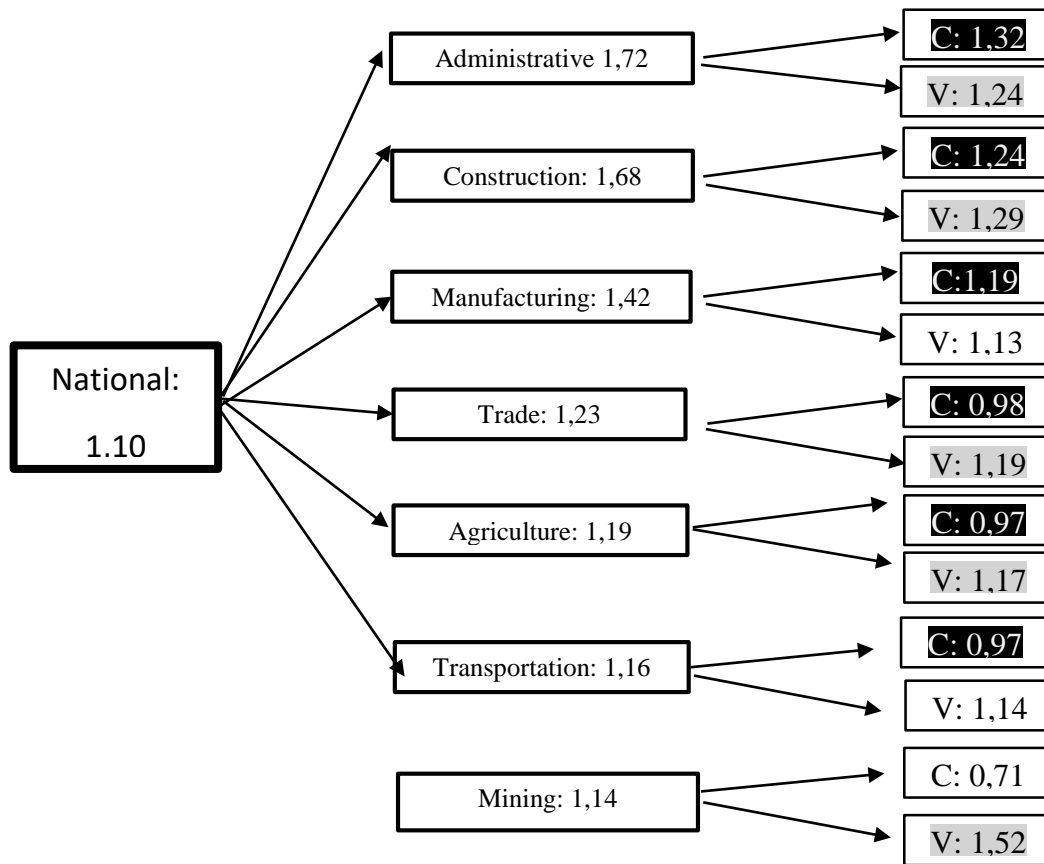 National:
1.10
Administrative 1,72
C: 1,32
V: 1,24
Construction: 1,68
C: 1,24
V: 1,29
Manufacturing: 1,42
C:1,19
V: 1,13
Trade: 1,23
C: 0,98
V: 1,19
Agriculture: 1,19
C: 0,97
V: 1,17
Transportation: 1,16
C: 0,97
V: 1,14
Mining: 1,14
C: 0,71
V: 1,52